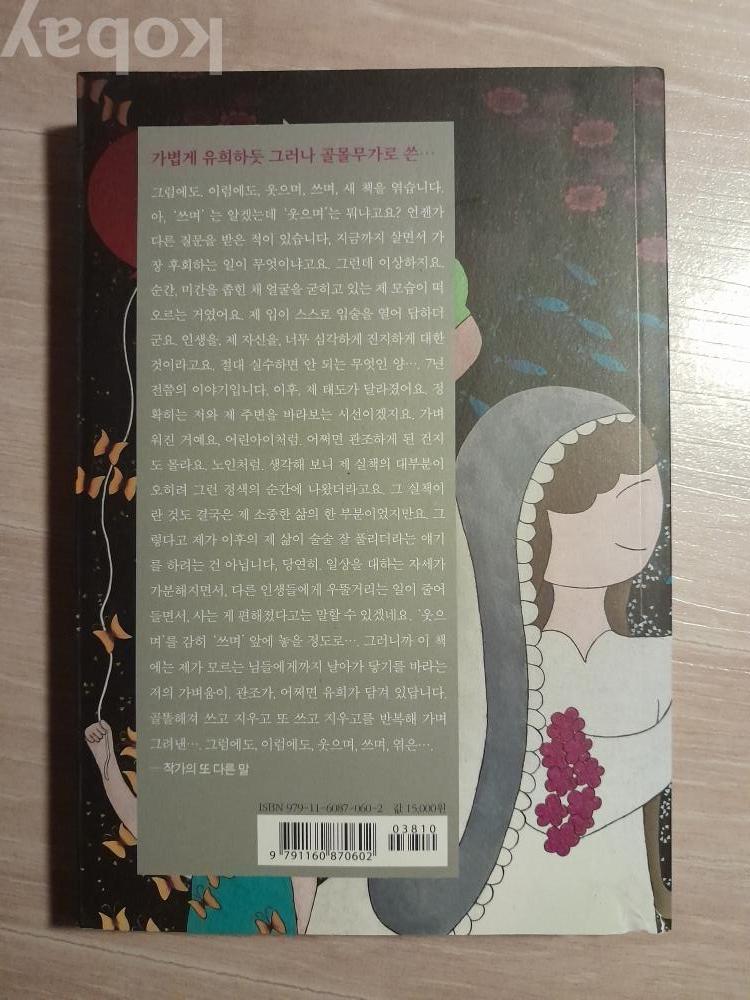 kobay
가볍게 유희하듯 그러나 골몰무가로 쓴…
그럼에도, 이럼에도, 웃으며, 쓰며, 새 책을 엮습니다.
아, ‘쓰며’는 알겠는데 ‘웃으며’는 뭐냐고요? 언젠가
다른 질문을 받은 적이 있습니다, 지금까지 살면서 가
장 후회하는 일이 무엇이냐고요. 그런데 이상하지요.
순간, 미간을 좁힌 채 얼굴을 굳히고 있는 제 모습이 떠
오르는 거였어요. 제 입이 스스로 입술을 열어 답하더
군요. 인생을, 제 자신을, 너무 심각하게 진지하게 대한
것이라고요. 절대 실수하면 안 되는 무엇인 양…. 7년
전쯤의 이야기입니다. 이후, 제 태도가 달라졌어요. 정
확히는 저와 제 주변을 바라보는 시선이겠지요. 가벼
워진 거예요, 어린아이처럼. 어쩌면 관조하게 된 건지
도 몰라요, 노인처럼. 생각해 보니 제 실책의 대부분이
오히려 그런 정색의 순간에 나왔더라고요. 그 실책이
란 것도 결국은 제 소중한 삶의 한 부분이었지만요. 그
렇다고 제가 이후의 제 삶이 술술 잘 풀리더라는 얘기
를 하려는 건 아닙니다, 당연히. 일상을 대하는 자세가
가분해지면서, 다른 인생들에게 우뚤거리는 일이 줄어
들면서, 사는 게 편해졌다고는 말할 수 있겠네요. ‘웃으
며’를 감히 ‘쓰며’ 앞에 놓을 정도로…. 그러니까 이 책
에는 제가 모르는 님들에게까지 날아가 닿기를 바라는
저의 가벼움이, 관조가, 어쩌면 유희가 담겨 있답니다.
골똘해져 쓰고 지우고 또 쓰고 지우고를 반복해 가며
그려낸…. 그럼에도, 이럼에도, 웃으며, 쓰며, 엮은….
— 작가의 또 다른 말
ISBN 979-11-6087-060-2 값 15,000원
03810
9 791160 870602